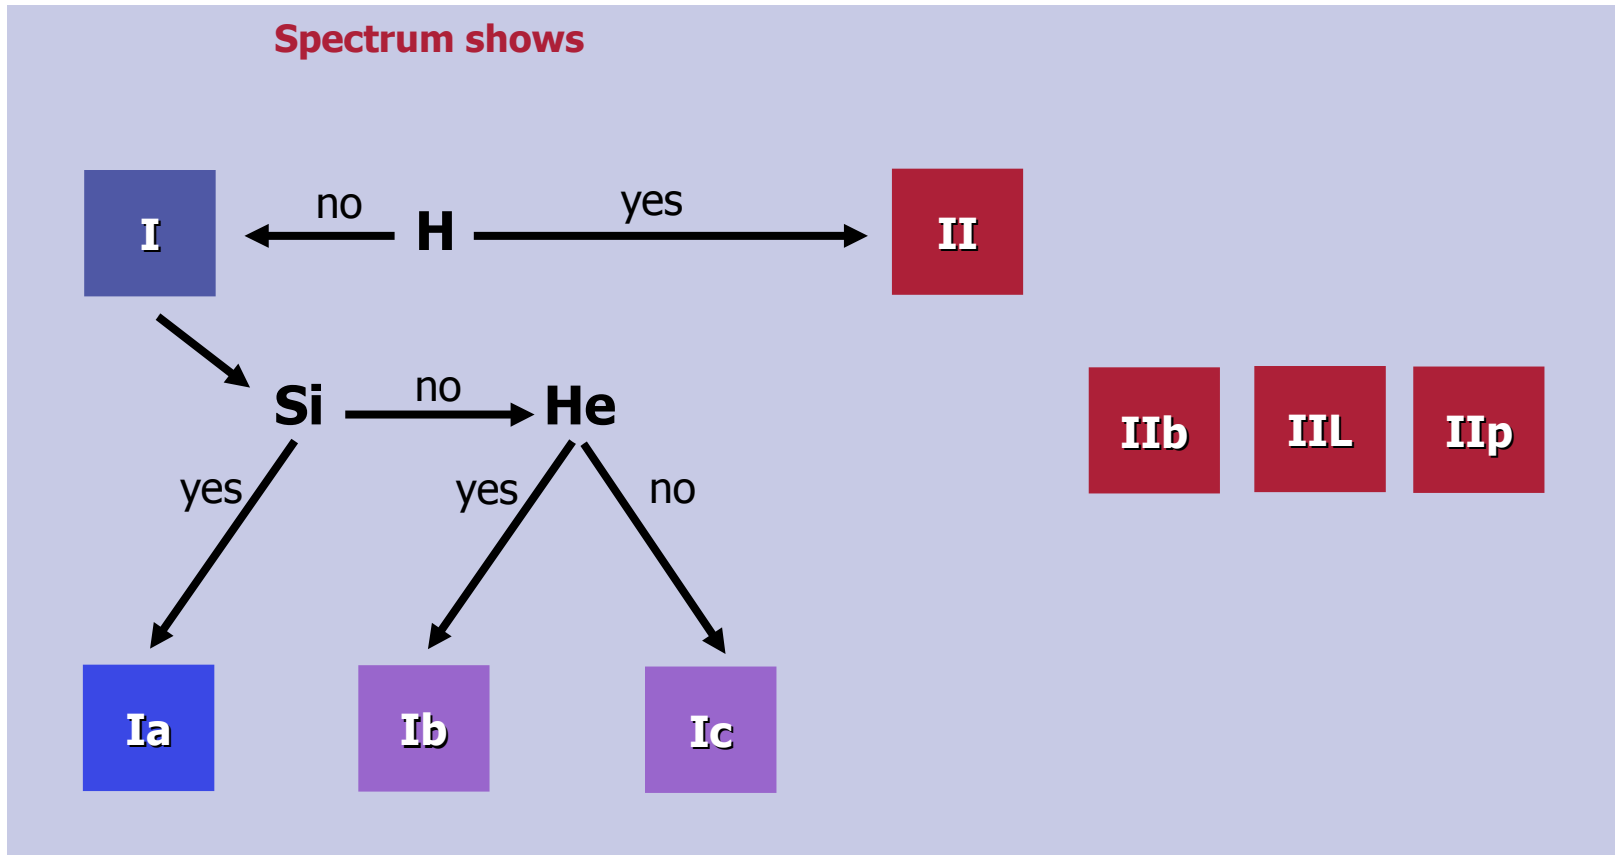 Spectrum shows
I
no
H
yes
II
Si
no
He
IIb
IIL
IIp
yes
yes
no
Ia
Ib
Ic